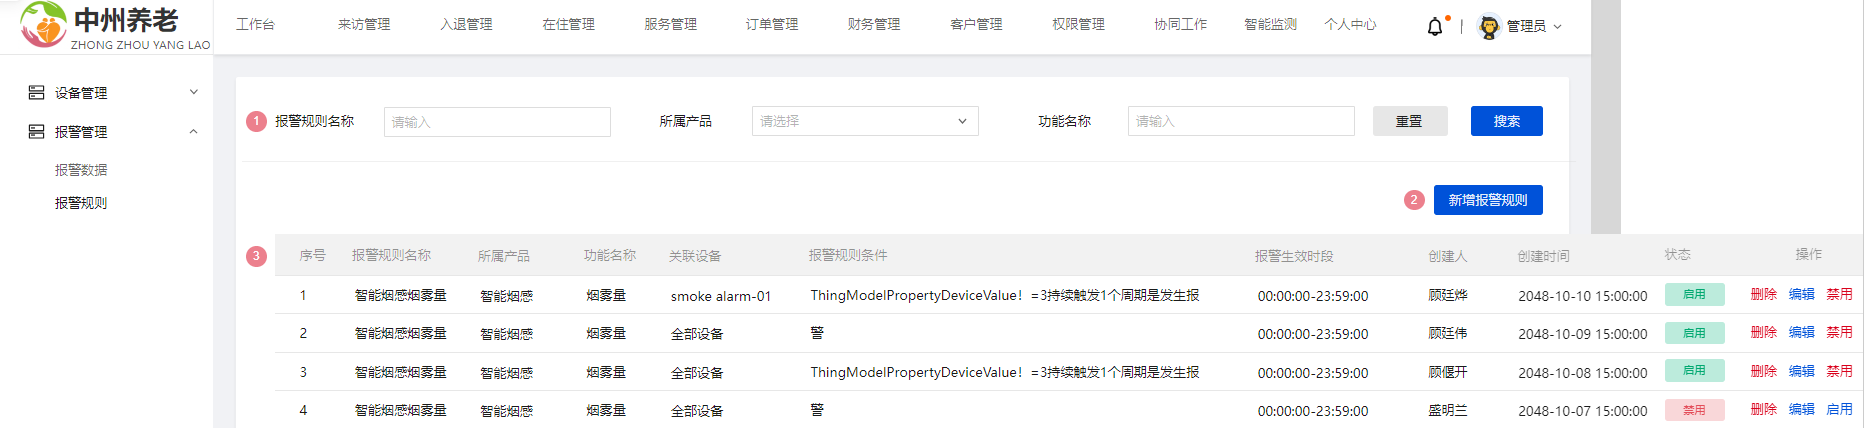 中州养老
ZHONG ZHOU YANG LAO
工作台 来访管理 入退管理 在住管理 服务管理 订单管理 财务管理 客户管理 权限管理 协同工作 智能监测 个人中心 | 管理员
设备管理
报警管理
报警数据
报警规则
1 报警规则名称 请输入 所属产品 请选择 功能名称 请输入 重置 搜索
2 新增报警规则
3 序号 报警规则名称 所属产品 功能名称 关联设备 报警规则条件 报警生效时段 创建人 创建时间 状态 操作
1 智能烟感烟雾量 智能烟感 烟雾量 smoke alarm-01 ThingModelPropertyDeviceValue！=3持续触发1个周期是发生报 00:00:00-23:59:00 顾廷烨 2048-10-10 15:00:00 启用 删除 编辑 禁用
2 智能烟感烟雾量 智能烟感 烟雾量 全部设备 警 00:00:00-23:59:00 顾廷伟 2048-10-09 15:00:00 启用 删除 编辑 禁用
3 智能烟感烟雾量 智能烟感 烟雾量 全部设备 ThingModelPropertyDeviceValue！=3持续触发1个周期是发生报 00:00:00-23:59:00 顾偃开 2048-10-08 15:00:00 启用 删除 编辑 禁用
4 智能烟感烟雾量 智能烟感 烟雾量 全部设备 警 00:00:00-23:59:00 盛明兰 2048-10-07 15:00:00 禁用 删除 编辑 启用